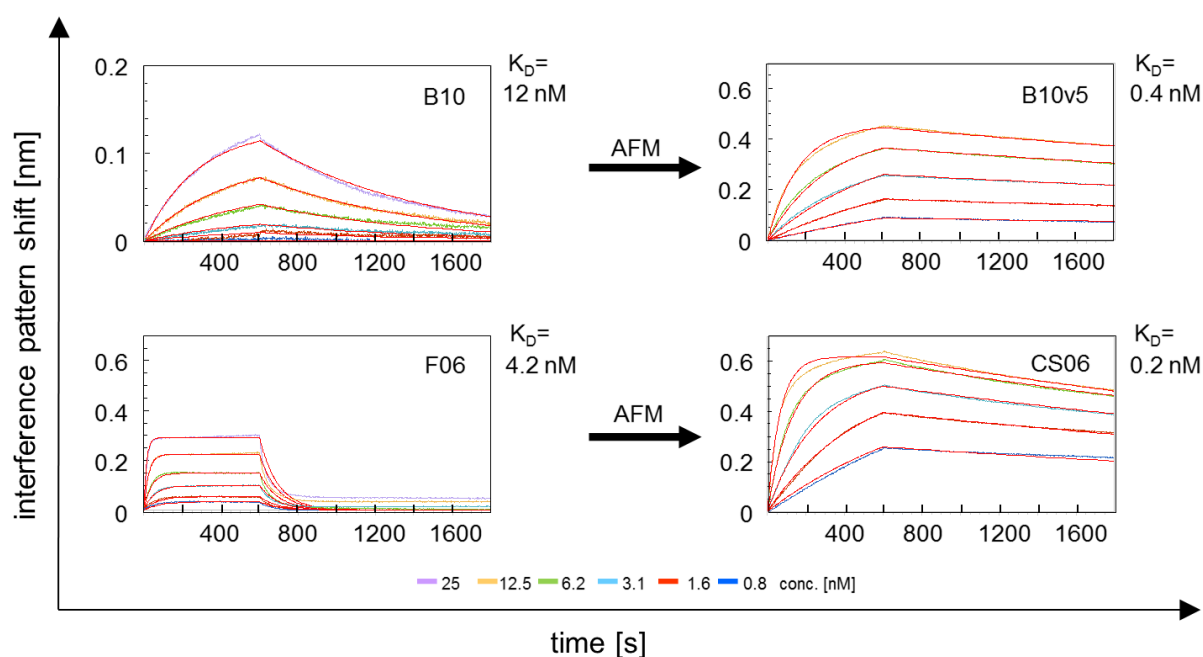 interference pattern shift [nm]
0.2
0.1
0
B10
K_D=
12 nM
400 800 1200 1600
AFM
0.6
0.4
0.2
0
B10v5
K_D=
0.4 nM
400 800 1200 1600
0.6
0.4
0.2
0
F06
K_D=
4.2 nM
400 800 1200 1600
AFM
0.6
0.4
0.2
0
CS06
K_D=
0.2 nM
400 800 1200 1600
25 12.5 6.2 3.1 1.6 0.8 conc. [nM]
time [s]